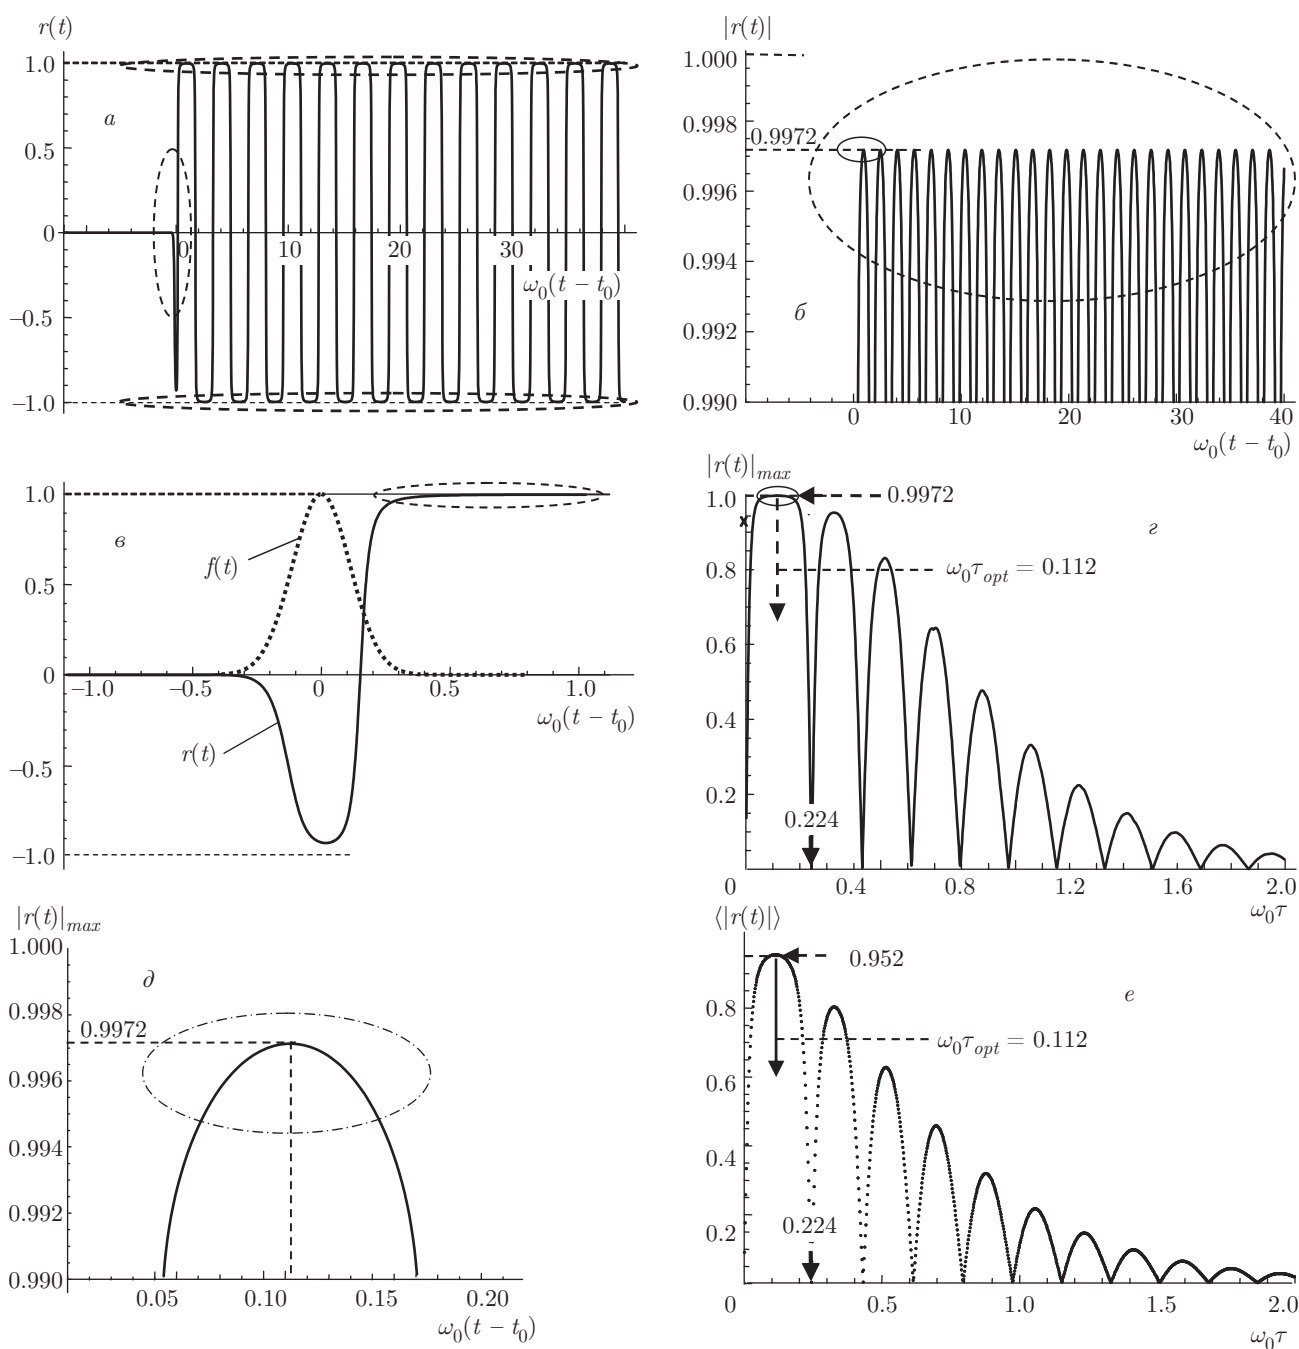 r(t)
1.0
а
0.5
0
0 10 20 30
ω₀(t − t₀)
−0.5
−1.0
|r(t)|
1.000
0.998
0.9972
0.996
0.994
б
0.992
0.990
0 10 20 30 40
ω₀(t − t₀)
1.0
в
f(t)
0.5
0
−1.0 −0.5 0 0.5 1.0
ω₀(t − t₀)
r(t)
−0.5
−1.0
|r(t)|max
1.0
0.9972
г
0.8
ω₀τopt = 0.112
0.6
0.4
0.2
0.224
0 0.4 0.8 1.2 1.6 2.0
ω₀τ
|r(t)|max
1.000
д
0.998
0.9972
0.996
0.994
0.992
0.990
0.05 0.10 0.15 0.20
ω₀(t − t₀)
⟨|r(t)|⟩
0.952
е
0.8
ω₀τopt = 0.112
0.6
0.4
0.2
0.224
0 0.5 1.0 1.5 2.0
ω₀τ